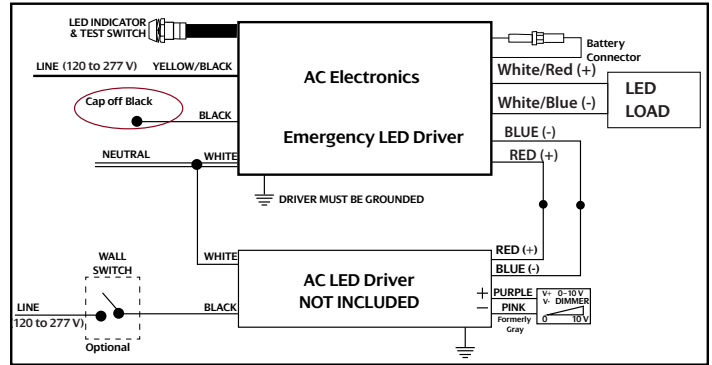 LED INDICATOR
& TEST SWITCH
LINE (120 to 277 V) YELLOW/BLACK
Cap off Black
BLACK
NEUTRAL
WHITE
AC Electronics
Emergency LED Driver
DRIVER MUST BE GROUNDED
Battery
Connector
White/Red (+)
White/Blue (-)
LED
LOAD
BLUE (-)
RED (+)
WALL
SWITCH
WHITE
LINE
(120 to 277 V)
BLACK
Optional
AC LED Driver
NOT INCLUDED
RED (+)
BLUE (-)
+ PURPLE
− PINK
Formerly
Gray
V+ 0-10 V
V- DIMMER
0 10 V